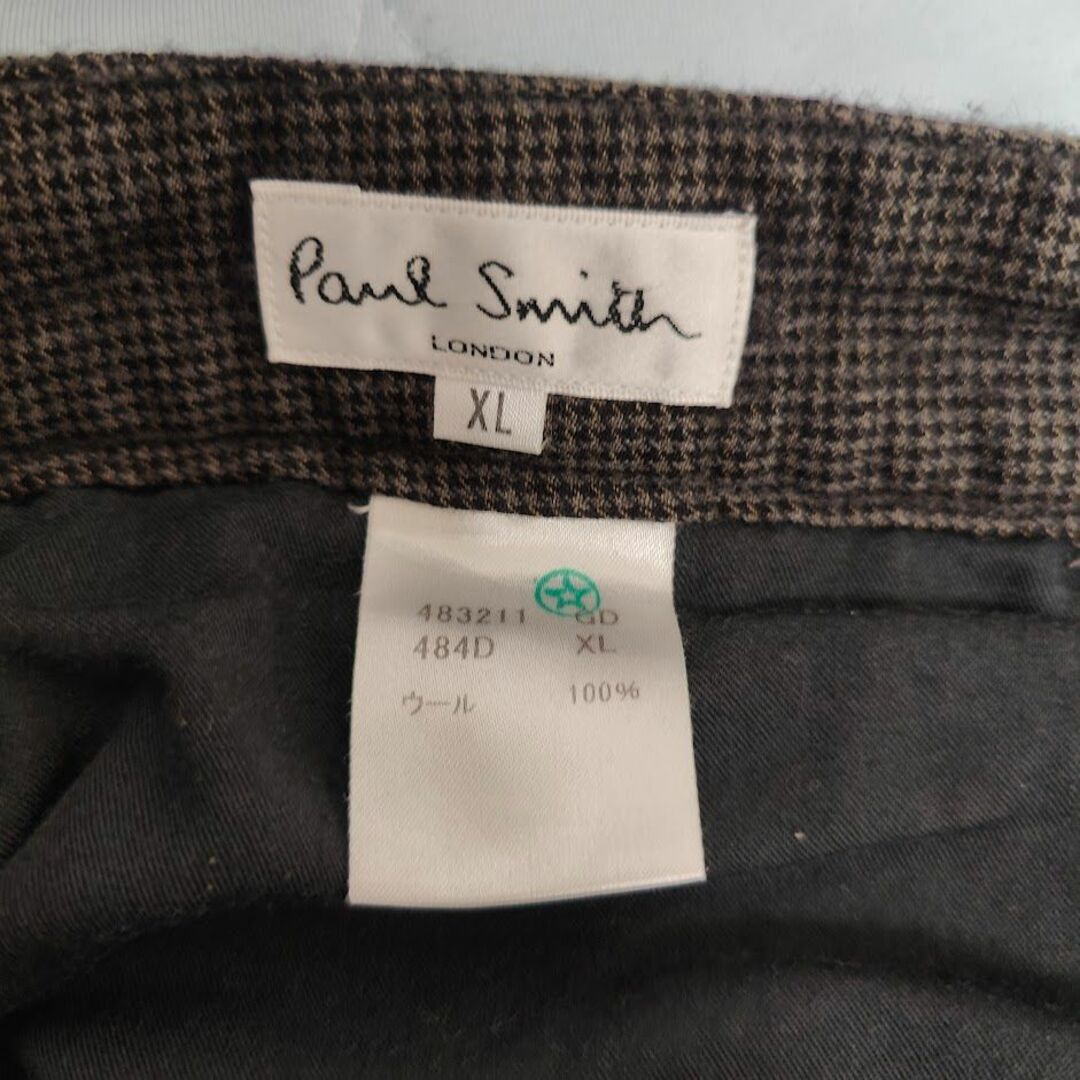 Paul Smith
LONDON
XL
483211 GD
484D XL
ウール 100%